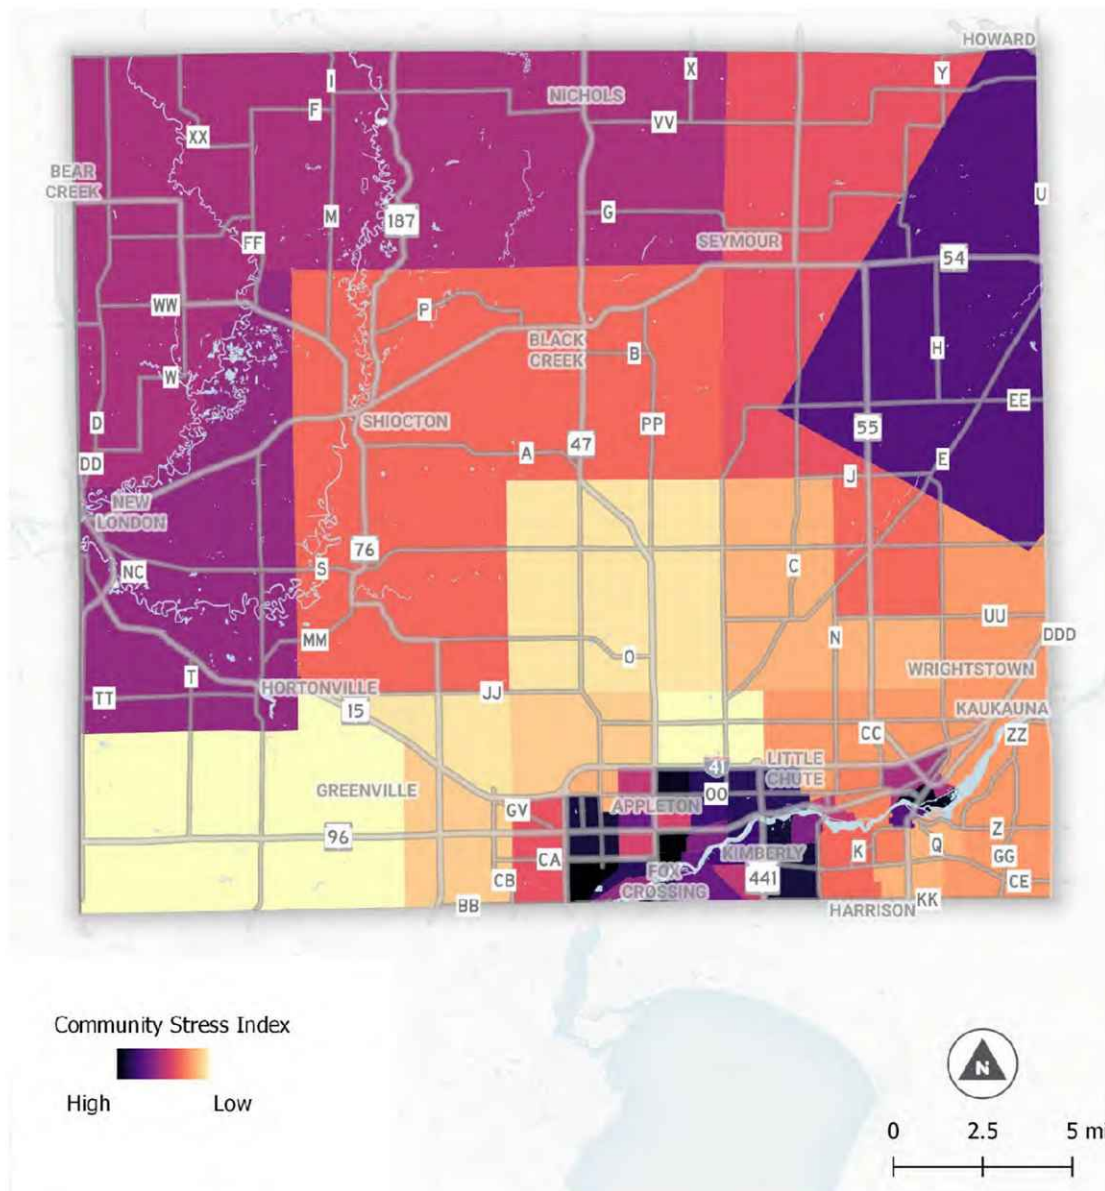 HOWARD
I
X
Y
NICHOLS
F
VV
XX
BEAR
CREEK
U
M
187
G
FF
SEYMOUR
54
WW
P
BLACK
CREEK
B
H
W
D
SHIOCTON
EE
PP
55
47
A
DD
E
J
NEW
LONDON
76
NC
S
C
UU
MM
N
DDD
O
WRIGHTSTOWN
T
HORTONVILLE
TT
JJ
15
KAUKAUNA
CC
ZZ
41
LITTLE
CHUTE
GREENVILLE
OO
GV
APPLETON
96
Z
CA
KIMBERLY
K
Q
GG
CB
FOX
CROSSING
441
CE
BB
KK
HARRISON
Community Stress Index
High Low
N
0 2.5 5 mi